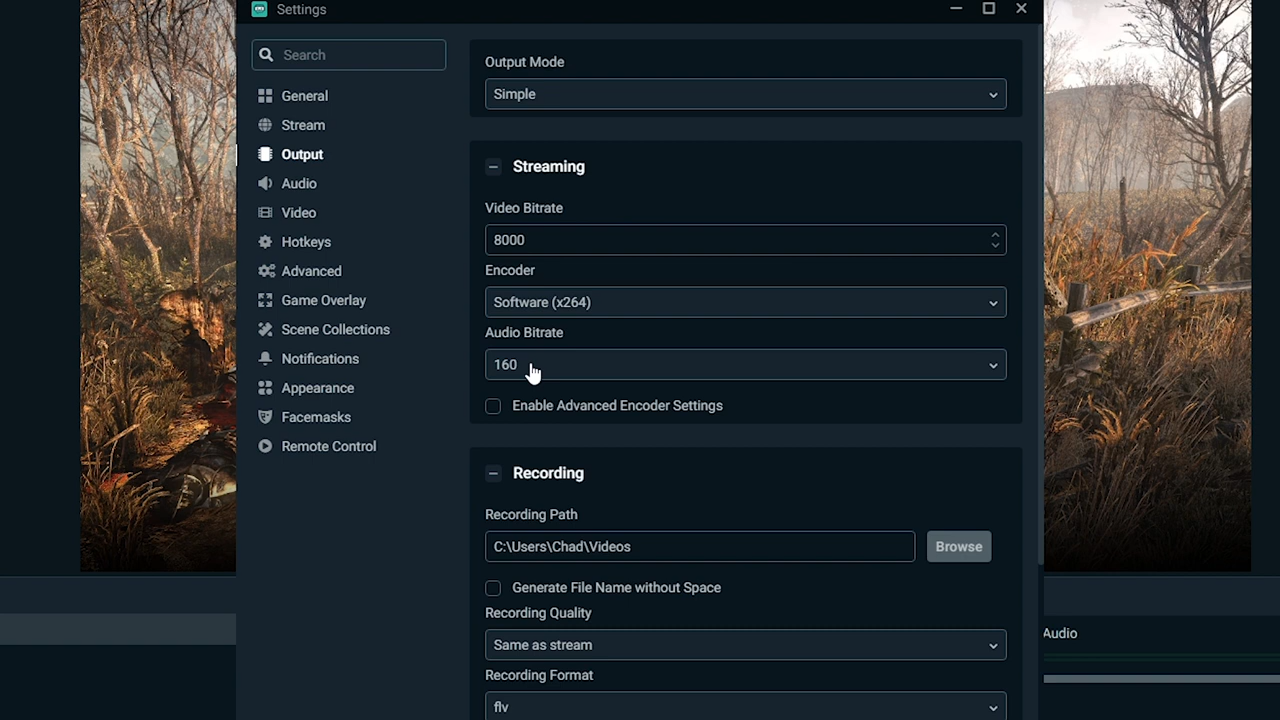 Settings
Search
General
Stream
Output
Audio
Video
Hotkeys
Advanced
Game Overlay
Scene Collections
Notifications
Appearance
Facemasks
Remote Control
Output Mode
Simple
Streaming
Video Bitrate
8000
Encoder
Software (x264)
Audio Bitrate
160
Enable Advanced Encoder Settings
Recording
Recording Path
C:\Users\Chad\Videos
Browse
Generate File Name without Space
Recording Quality
Same as stream
Recording Format
flv
Audio